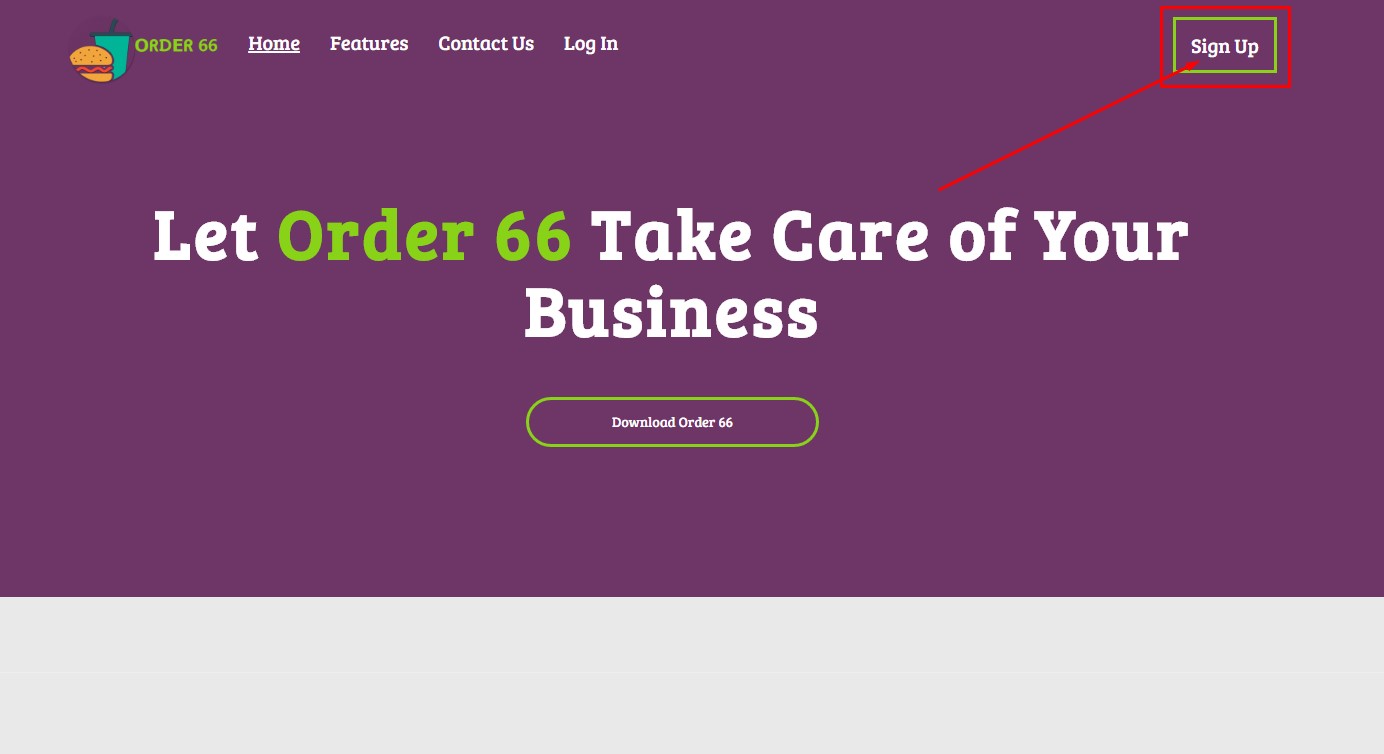 ORDER 66
Home
Features
Contact Us
Log In
Sign Up
Let Order 66 Take Care of Your
Business
Download Order 66